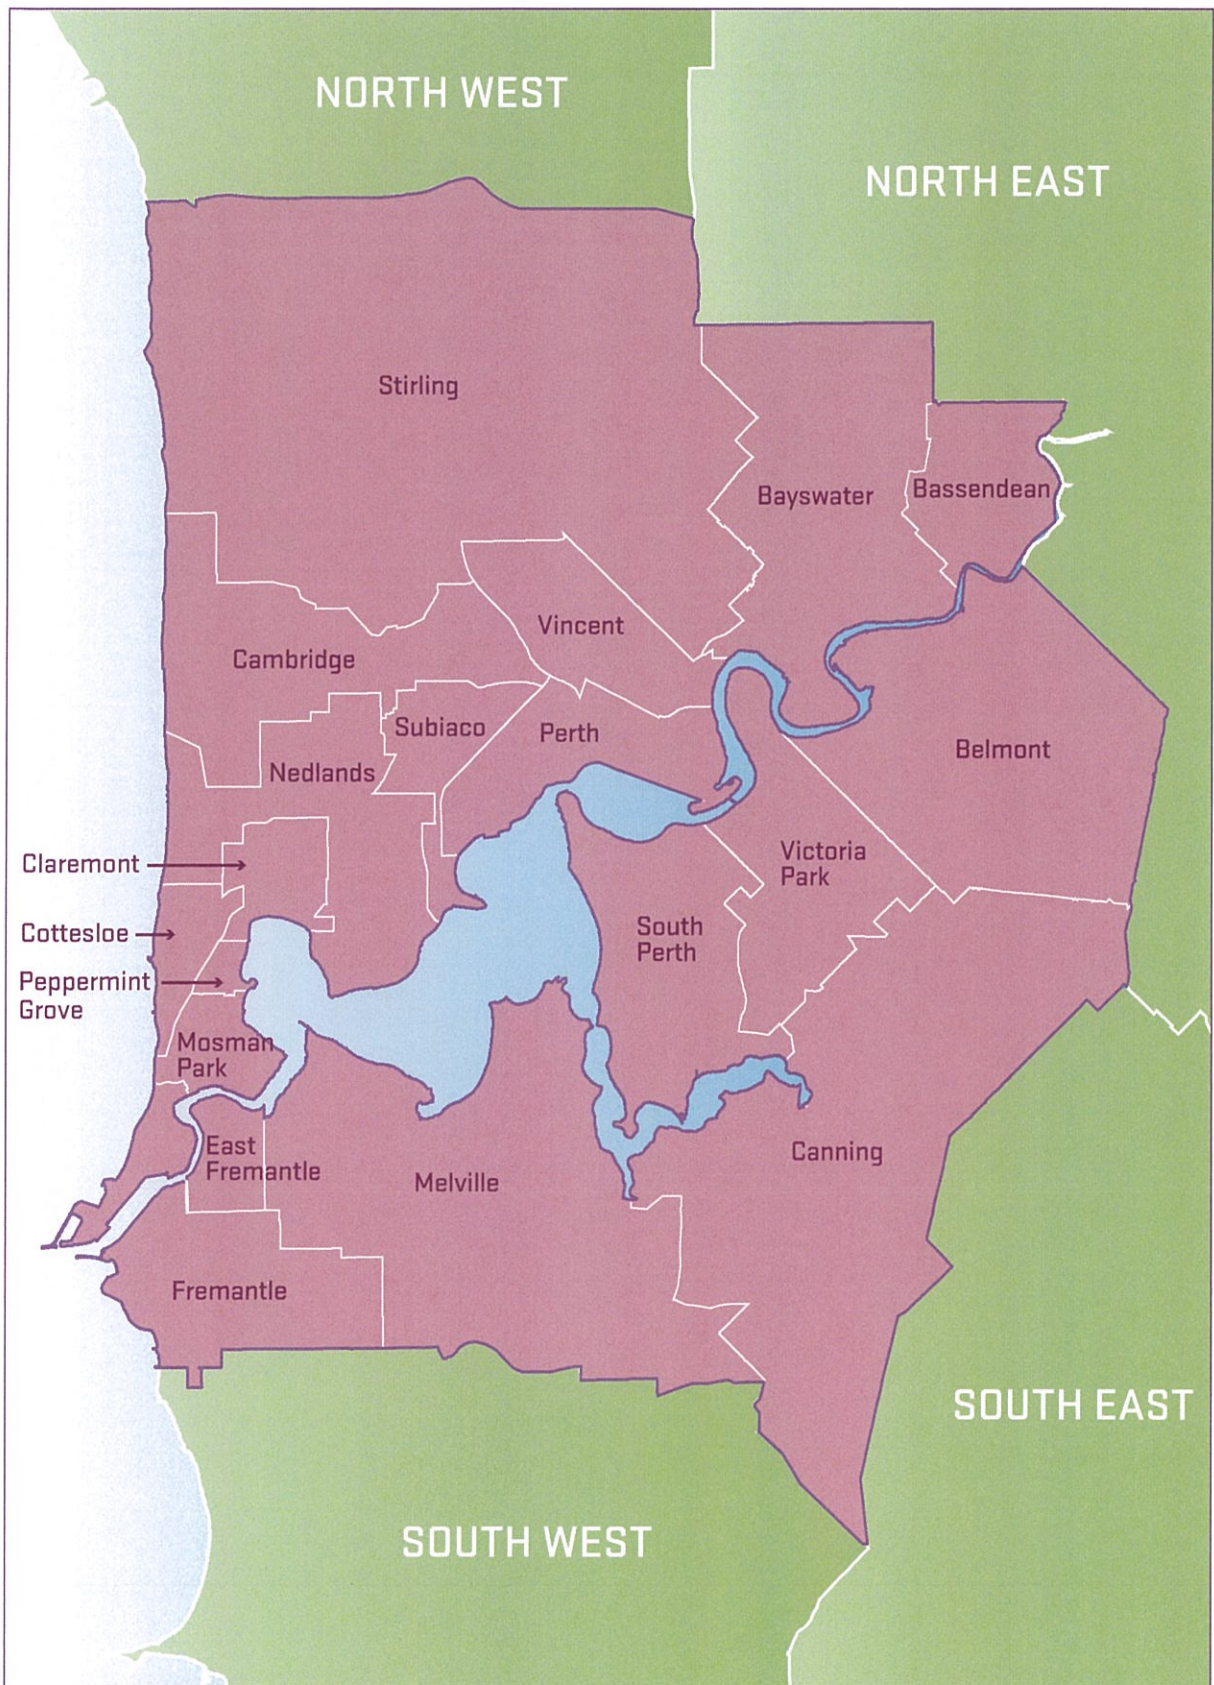 NORTH WEST
NORTH EAST
Stirling
Bayswater
Bassendean
Vincent
Cambridge
Subiaco
Perth
Nedlands
Belmont
Claremont
Victoria
Park
Cottesloe
South
Perth
Peppermint
Grove
Mosman
Park
East
Fremantle
Melville
Canning
Fremantle
SOUTH EAST
SOUTH WEST